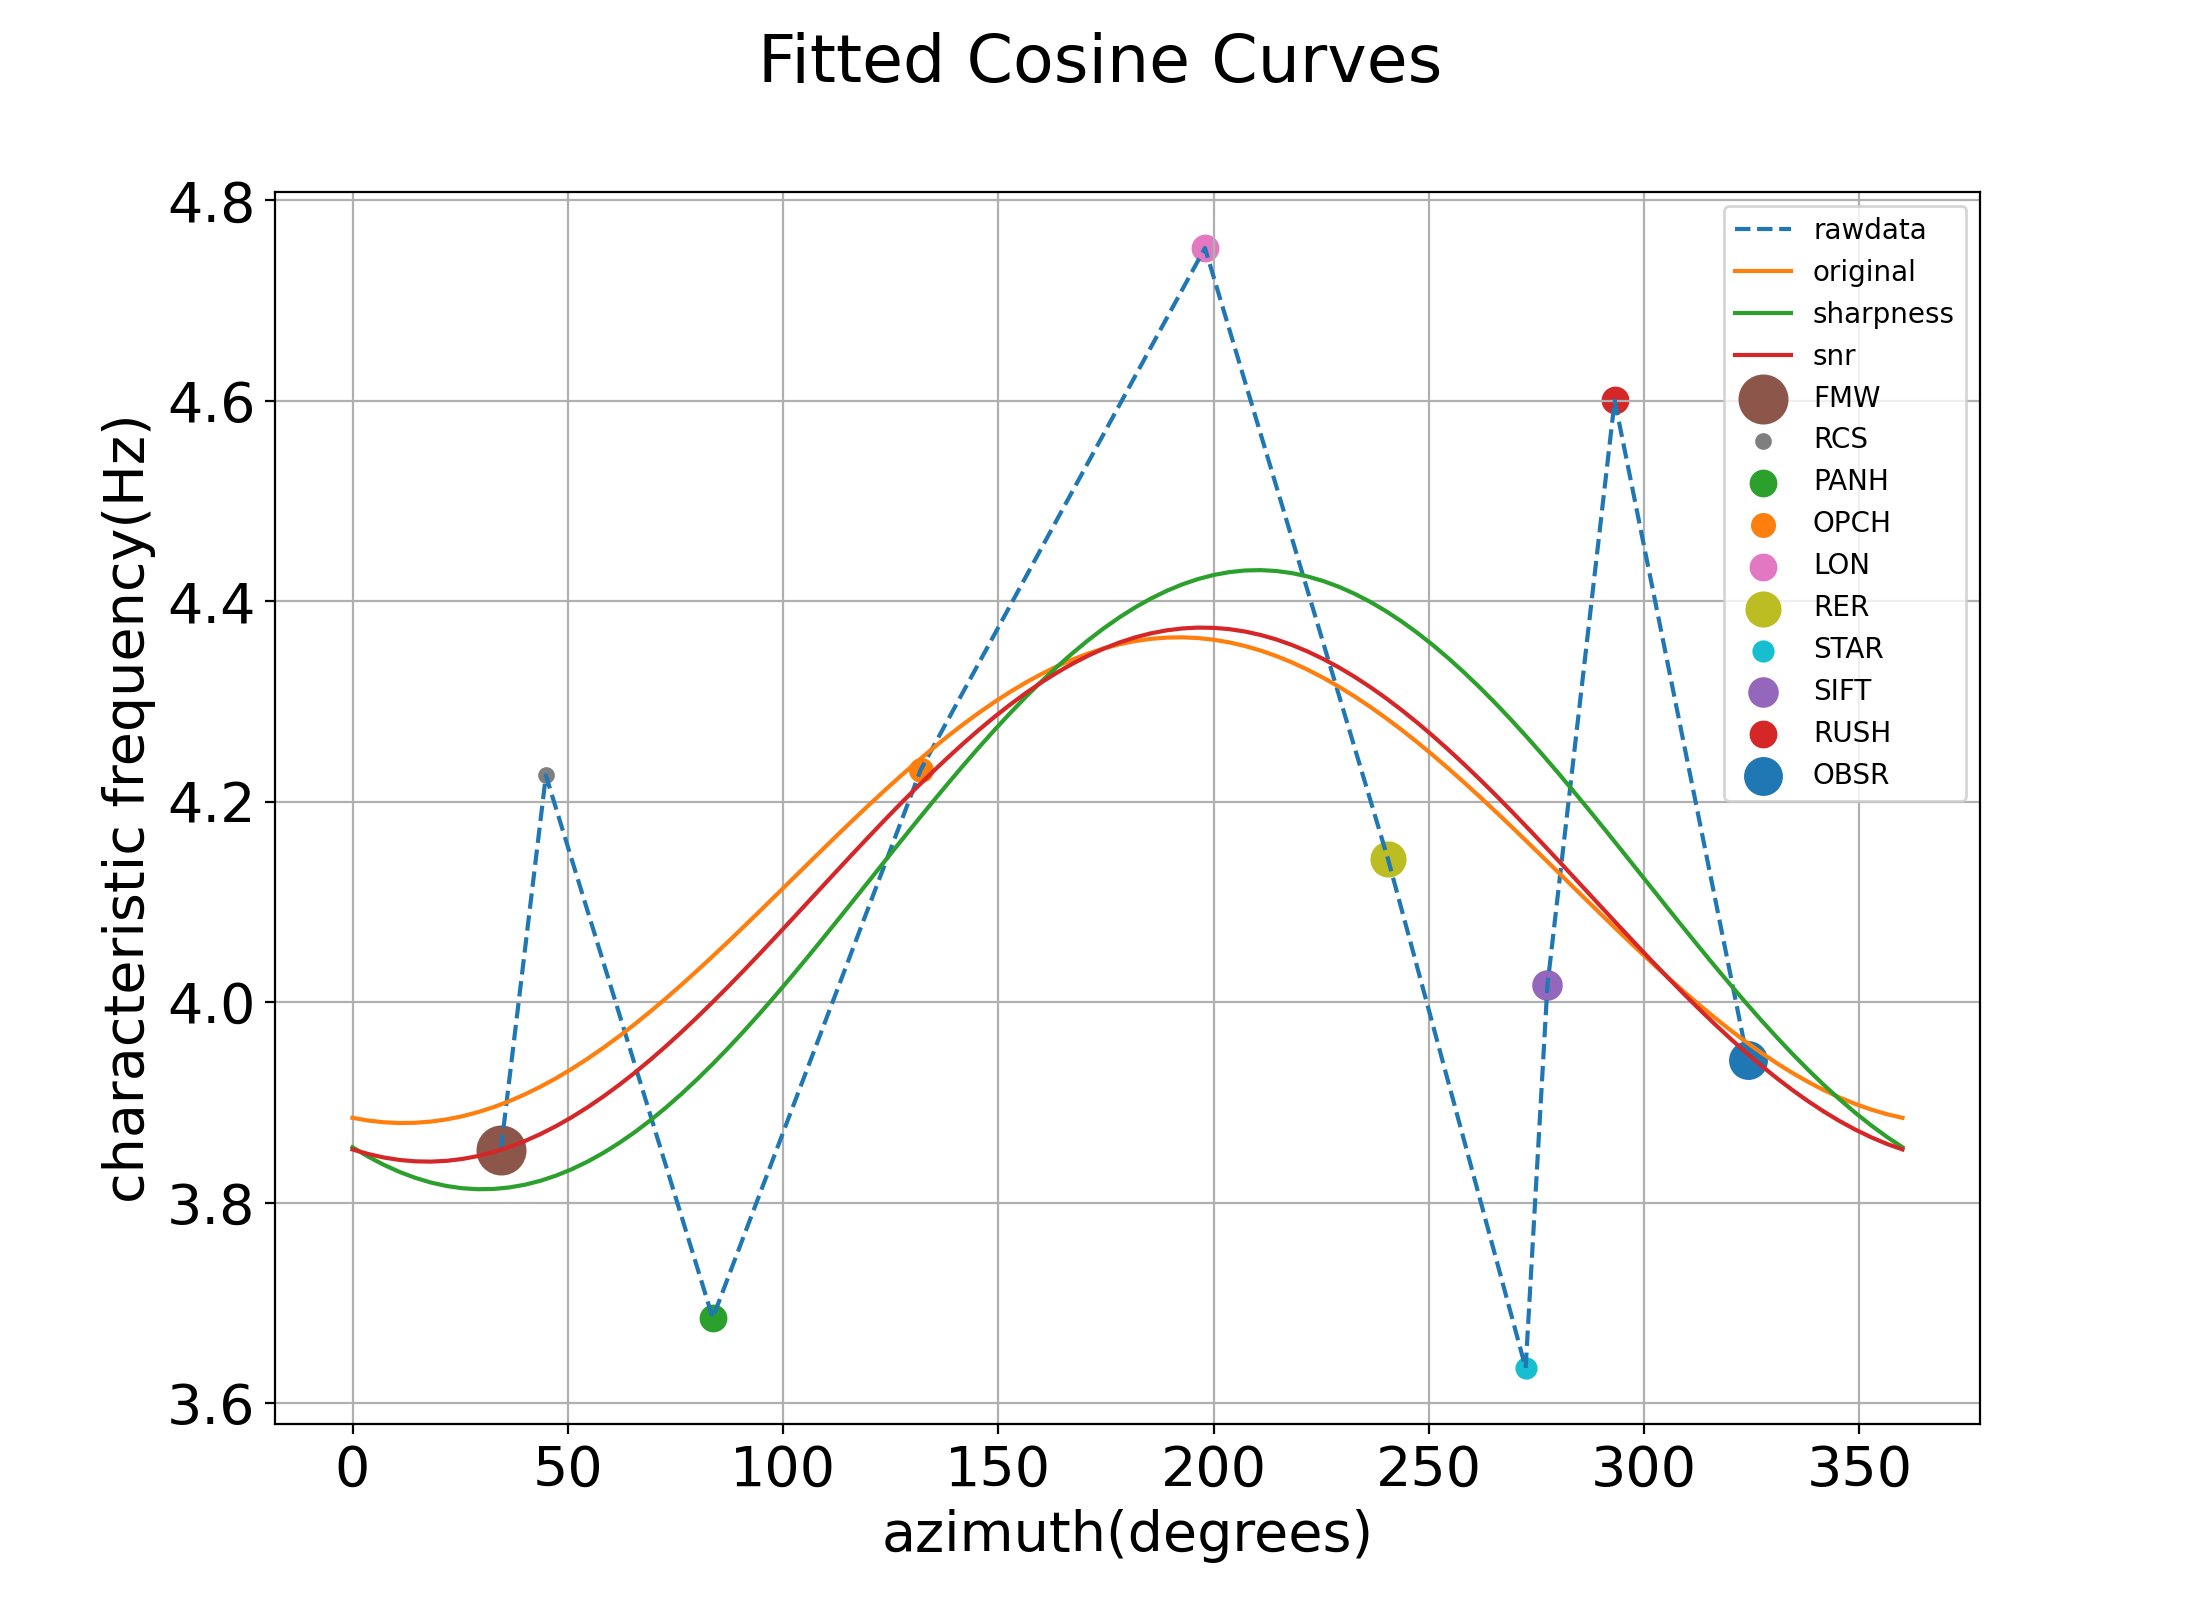 Fitted Cosine Curves
4.8
4.6
4.4
4.2
4.0
3.8
3.6
characteristic frequency(Hz)
rawdata
original
sharpness
snr
FMW
RCS
PANH
OPCH
LON
RER
STAR
SIFT
RUSH
OBSR
0 50 100 150 200 250 300 350
azimuth(degrees)